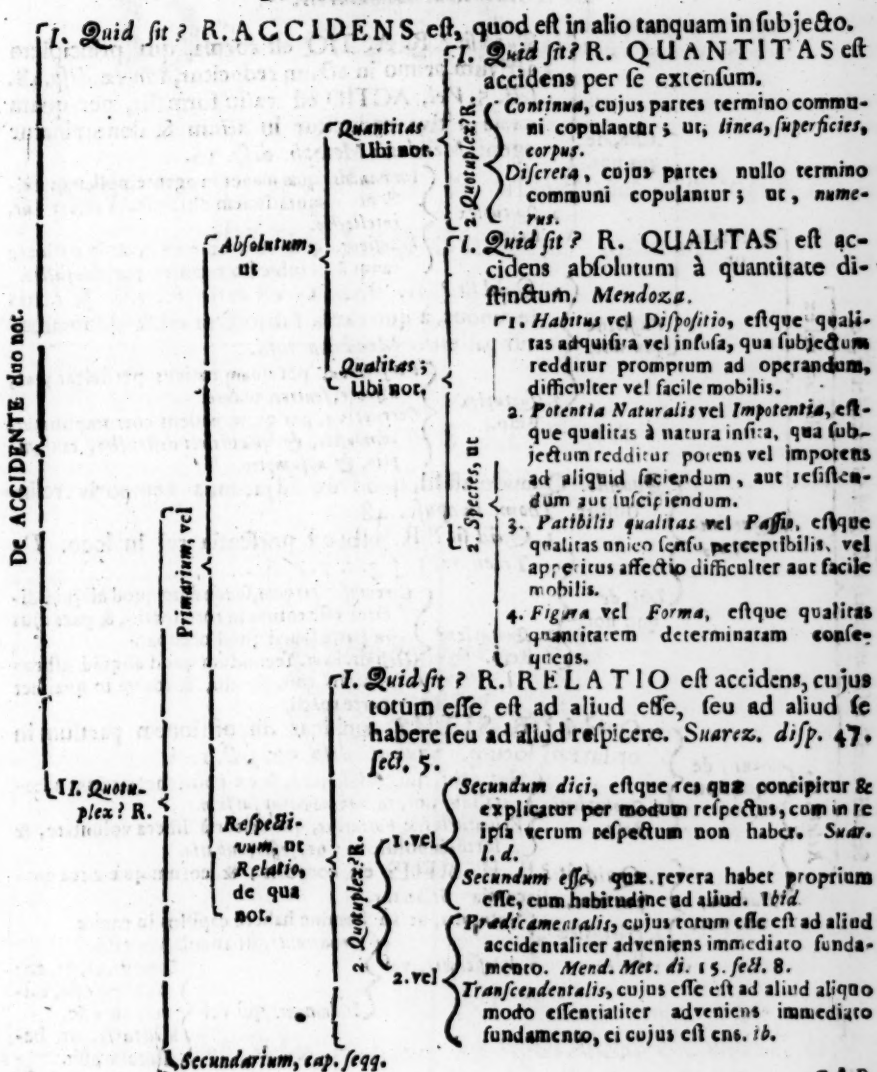 De ACCIDENTE duo not.
I. Quid sit? R. ACCIDENS est, quod est in alio tanquam in subjecto.
II. Quotu-
plex? R.
Primarium, vel
Absolutum,
ut
Quantitas
Ubi not.
I. Quid sit? R. QUANTITAS est
accidens per se extensum.
2. Quotuplex? R.
Continua, cujus partes termino commu-
ni copulantur; ut, linea, superficies,
corpus.
Discreta, cujus partes nullo termino
communi copulantur; ut, nume-
rus.
Qualitas;
Ubi not.
I. Quid sit? R. QUALITAS est ac-
cidens absolutum à quantitate di-
stinctum. Mendoza.
2. Species, ut
1. Habitus vel Dispositio, estque quali-
tas adquisita vel infusa, qua subjectum
redditur promptum ad operandum,
difficulter vel facile mobilis.
2. Potentia Naturalis vel Impotentia, est-
que qualitas à natura insita, qua sub-
jectum redditur potens vel impotens
ad aliquid faciendum, aut resisten-
dum aut suscipiendum.
3. Patibilis qualitas vel Passio, estque
qualitas unico sensu perceptibilis, vel
appetitus affectio difficulter aut facile
mobilis.
4. Figura vel Forma, estque qualitas
quantitatem determinatam conse-
quens.
Respecti-
vum, ut
Relatio,
de qua
not.
I. Quid sit? R. RELATIO est accidens, cujus
totum esse est ad aliud esse, seu ad aliud se
habere seu ad aliud respicere. Suarez. disp. 47.
sect, 5.
2. Quotuplex? R.
1. vel
Secundum dici, estque res quæ concipitur &
explicatur per modum respectus, cum in re
ipsa verum respectum non habet. Suar.
l. d.
Secundum esse, quæ revera habet proprium
esse, cum habitudine ad aliud. Ibid
2. vel
Prædicamentalis, cujus totum esse est ad aliud
accidentaliter adveniens immediato funda-
mento. Mend. Met. di. 15. sect. 8.
Transcendentalis, cujus esse est ad aliud aliquo
modo essentialiter adveniens immediato
fundamento, ei cujus est ens. ib.
Secundarium, cap. seqq.